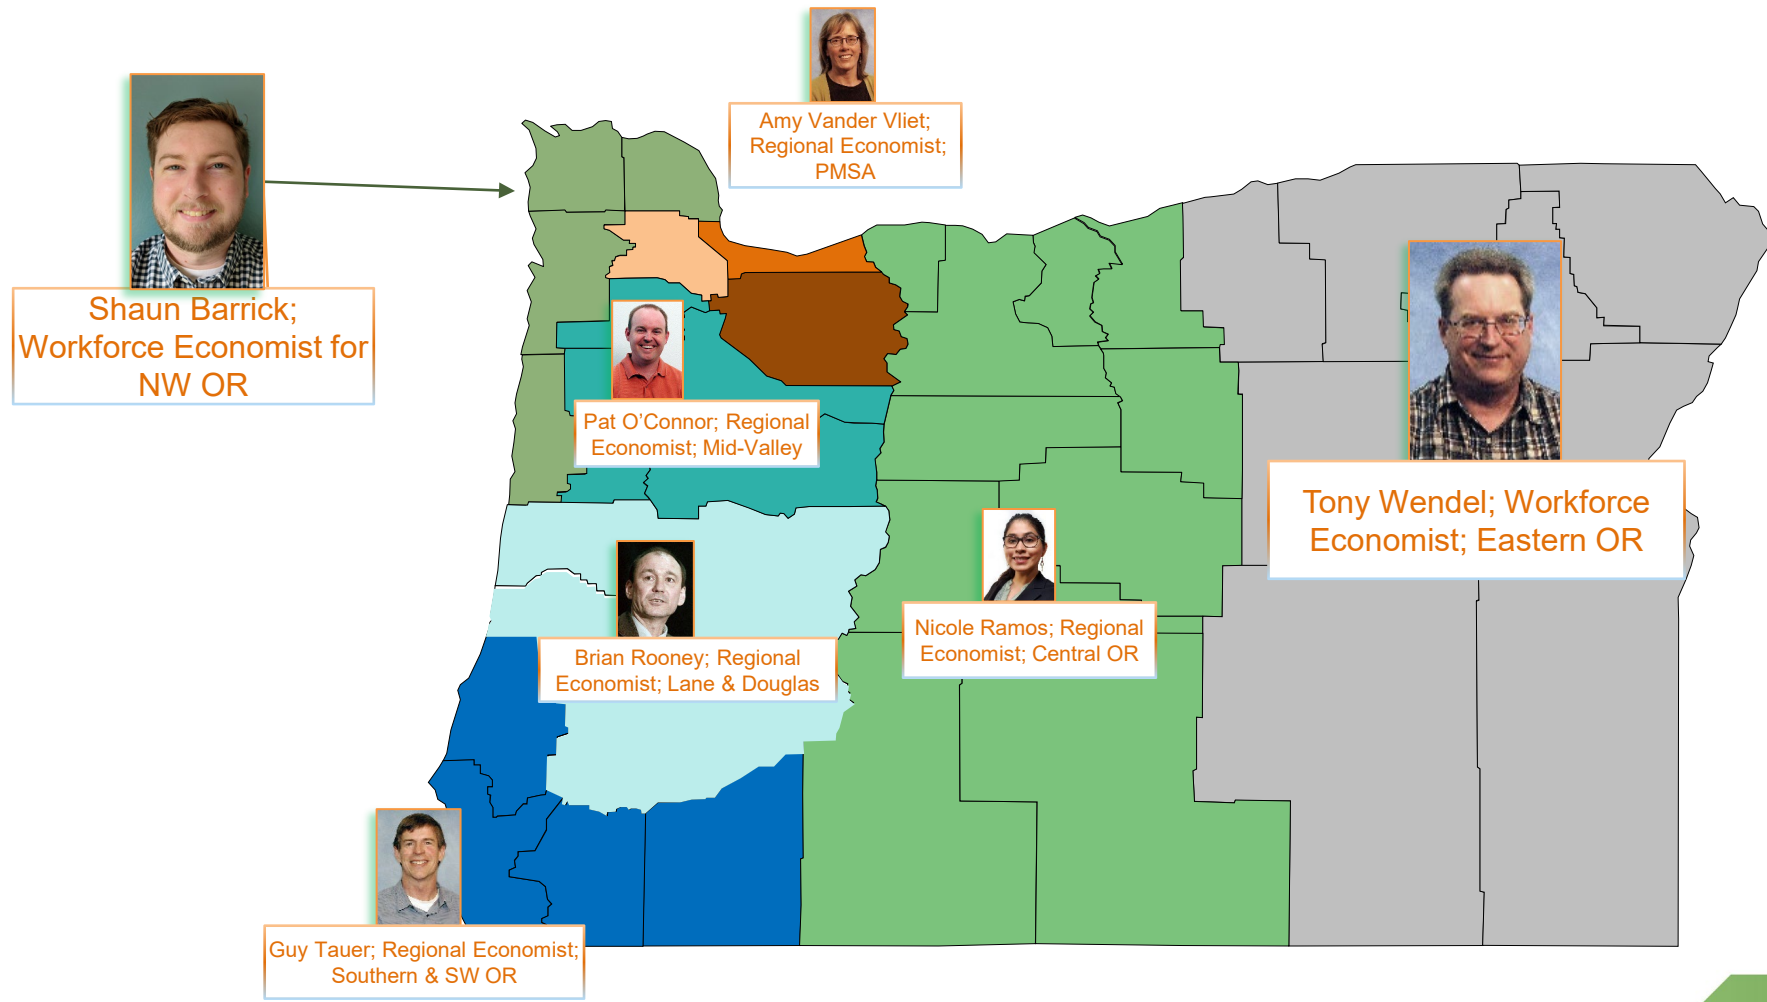 Amy Vander Vliet;
Regional Economist;
PMSA
Shaun Barrick;
Workforce Economist for
NW OR
Pat O’Connor; Regional
Economist; Mid-Valley
Tony Wendel; Workforce
Economist; Eastern OR
Nicole Ramos; Regional
Economist; Central OR
Brian Rooney; Regional
Economist; Lane & Douglas
Guy Tauer; Regional Economist;
Southern & SW OR